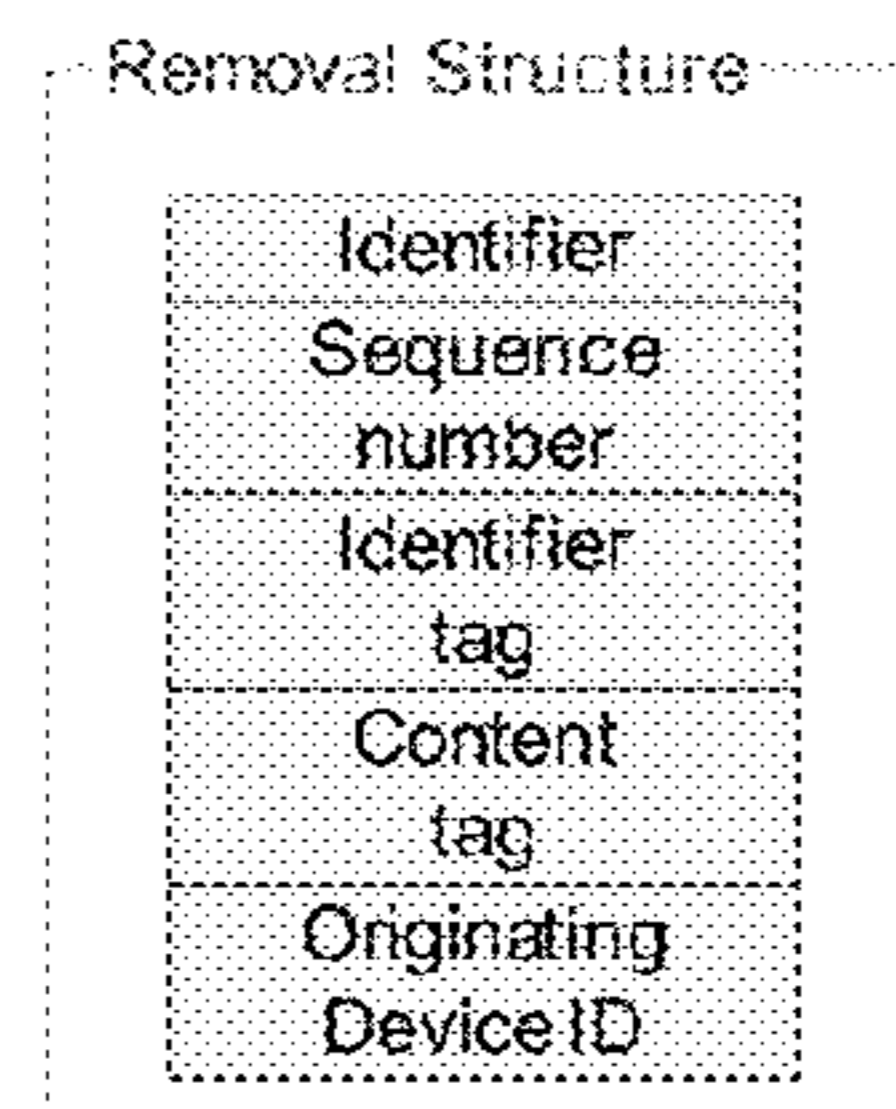 Removal Structure
Identifier
Sequence
number
Identifier
tag
Content
tag
Originating
Device ID